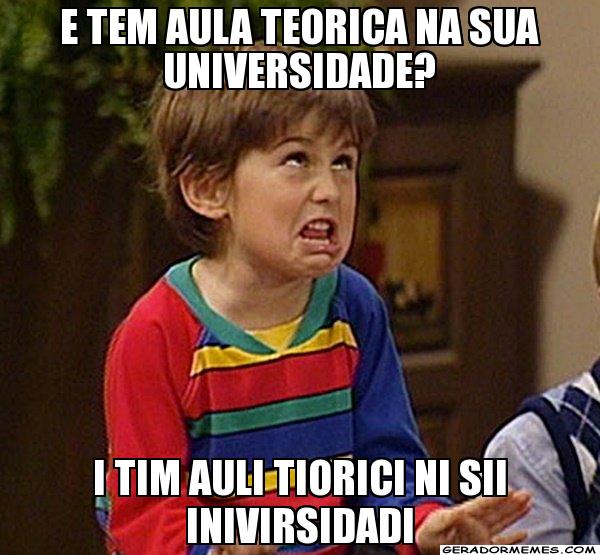 E TEM AULA TEORICA NA SUA
UNIVERSIDADE?
I TIM AULI TIORICI NI SII
INIVIRSIDADI
GERADORMEMES.COM